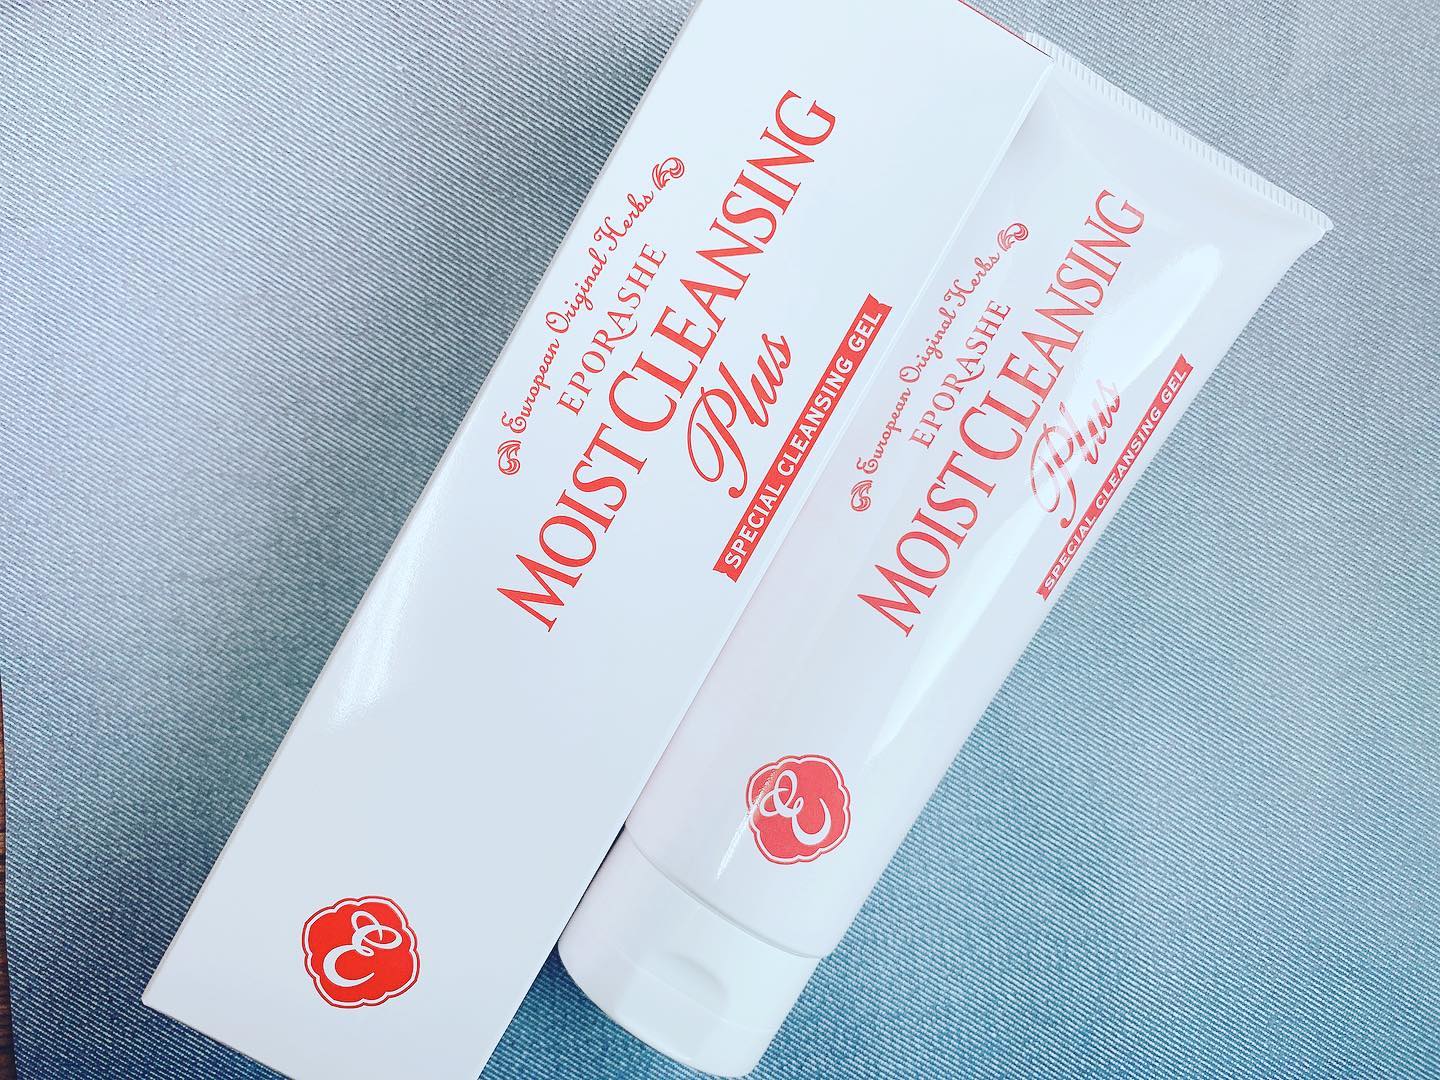 European Original Herbs
EPORASHE
MOIST CLEANSING
Plus
SPECIAL CLEANSING GEL
E
European Original Herbs
EPORASHE
MOIST CLEANSING
Plus
SPECIAL CLEANSING GEL
E